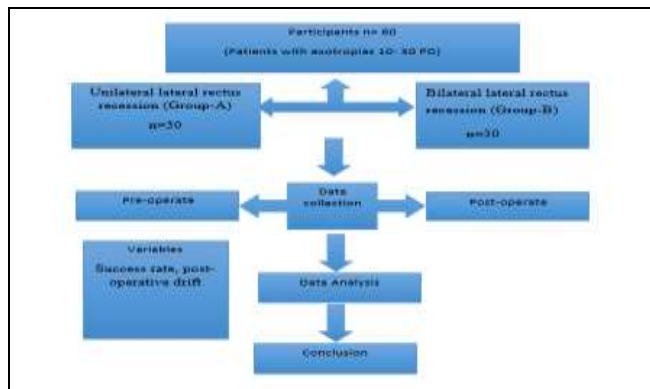 Participants n= 60
(Patients with exotropias 10- 30 PD)
Unilateral lateral rectus
recession (Group-A)
n=30
Bilateral lateral rectus
recession (Group-B)
n=30
Data
collection
Pre-operate
Post-operate
Variables
Success rate, post-
operative drift
Data Analysis
Conclusion